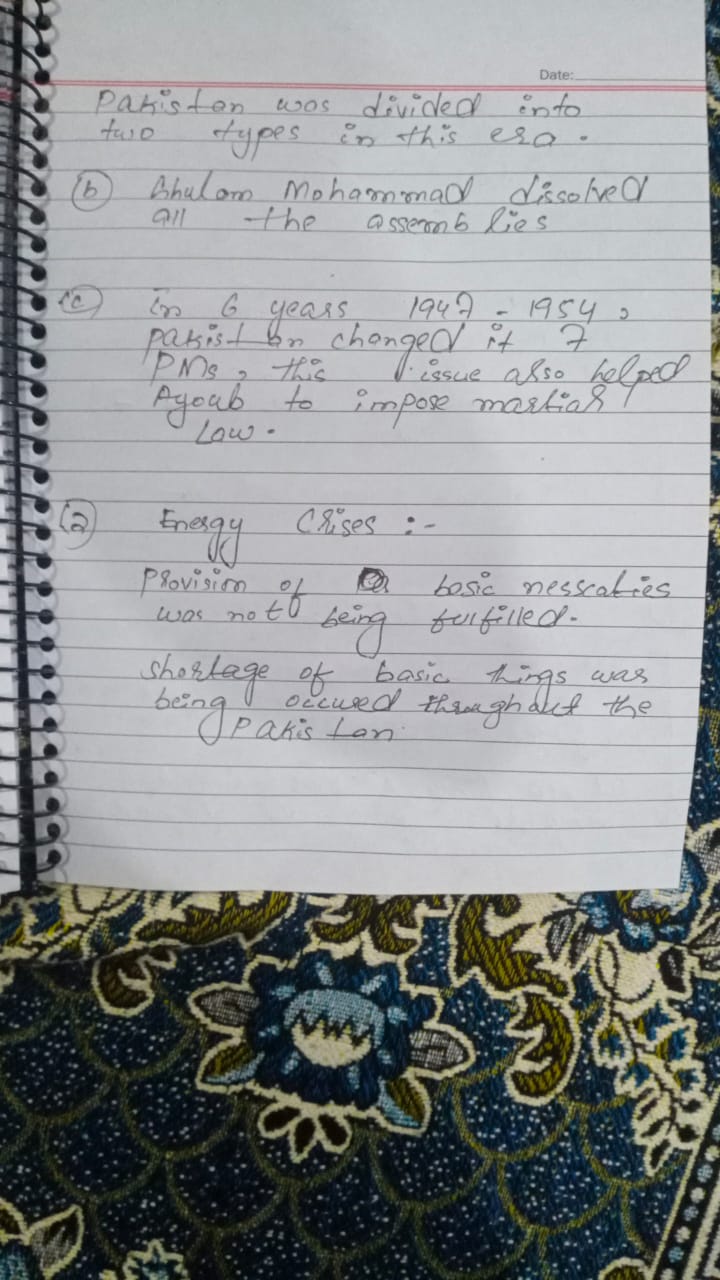 Date:
Pakistan was divided into
two types in this era.
(b) Ghulam Mohammad dissolved
all the assemblies
(c) in 6 years 1947 - 1954,
pakistan changed it 7
PMs, this issue also helped
Ayoub to impose martial
Law.
(2) Energy Crises :-
Provision of basic nesscaties
was not being fulfilled.
shortage of basic things was
being occured throughout the
Pakistan.